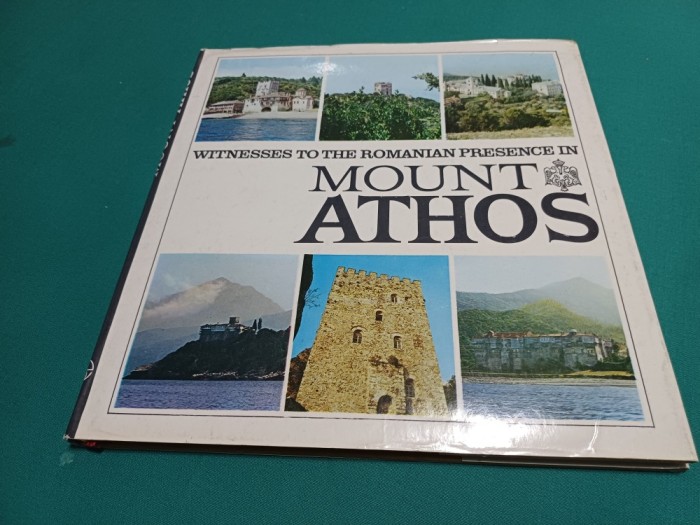 WITNESSES TO THE ROMANIAN PRESENCE IN
MOUNT
ATHOS